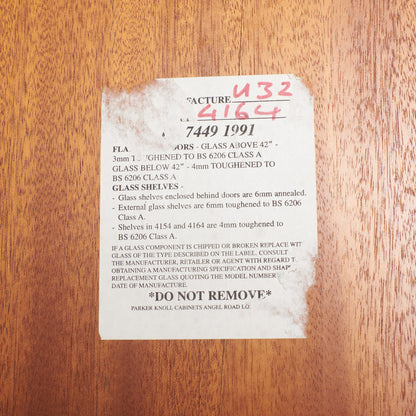 FACTURE U32
4164
7449 1991
DOORS - GLASS ABOVE 42" -
3mm TOUGHENED TO BS 6206 CLASS A
GLASS BELOW 42" - 4mm TOUGHENED TO
BS 6206 CLASS A
GLASS SHELVES -
- Glass shelves enclosed behind doors are 6mm annealed.
- External glass shelves are 6mm toughened to BS 6206
Class A.
- Shelves in 4154 and 4164 are 4mm toughened to
BS 6206 Class A.
IF A GLASS COMPONENT IS CHIPPED OR BROKEN REPLACE WIT
GLASS OF THE TYPE DESCRIBED ON THE LABEL. CONSULT
THE MANUFACTURER, RETAILER OR AGENT WITH REGARD T
OBTAINING A MANUFACTURING SPECIFICATION AND SHAP
REPLACEMENT GLASS QUOTING THE MODEL NUMBER
DATE OF MANUFACTURE.
*DO NOT REMOVE*
PARKER KNOLL CABINETS ANGEL ROAD LO